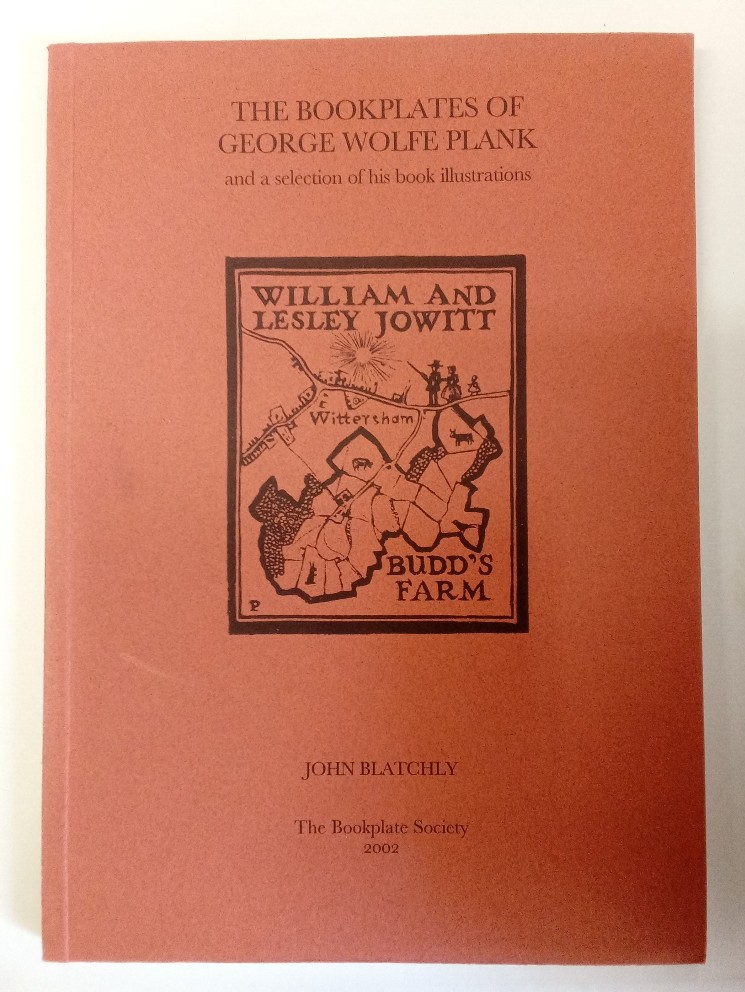 THE BOOKPLATES OF
GEORGE WOLFE PLANK
and a selection of his book illustrations
WILLIAM AND
LESLEY JOWITT
Wittersham
BUDD'S
FARM
P
JOHN BLATCHLY
The Bookplate Society
2002